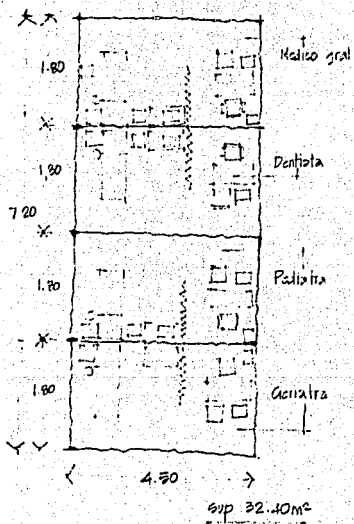 1.80
Medico gral
1.80
Dentista
7.20
1.80
Pediatra
1.80
Geriatra
4.50
sup 32.40m²